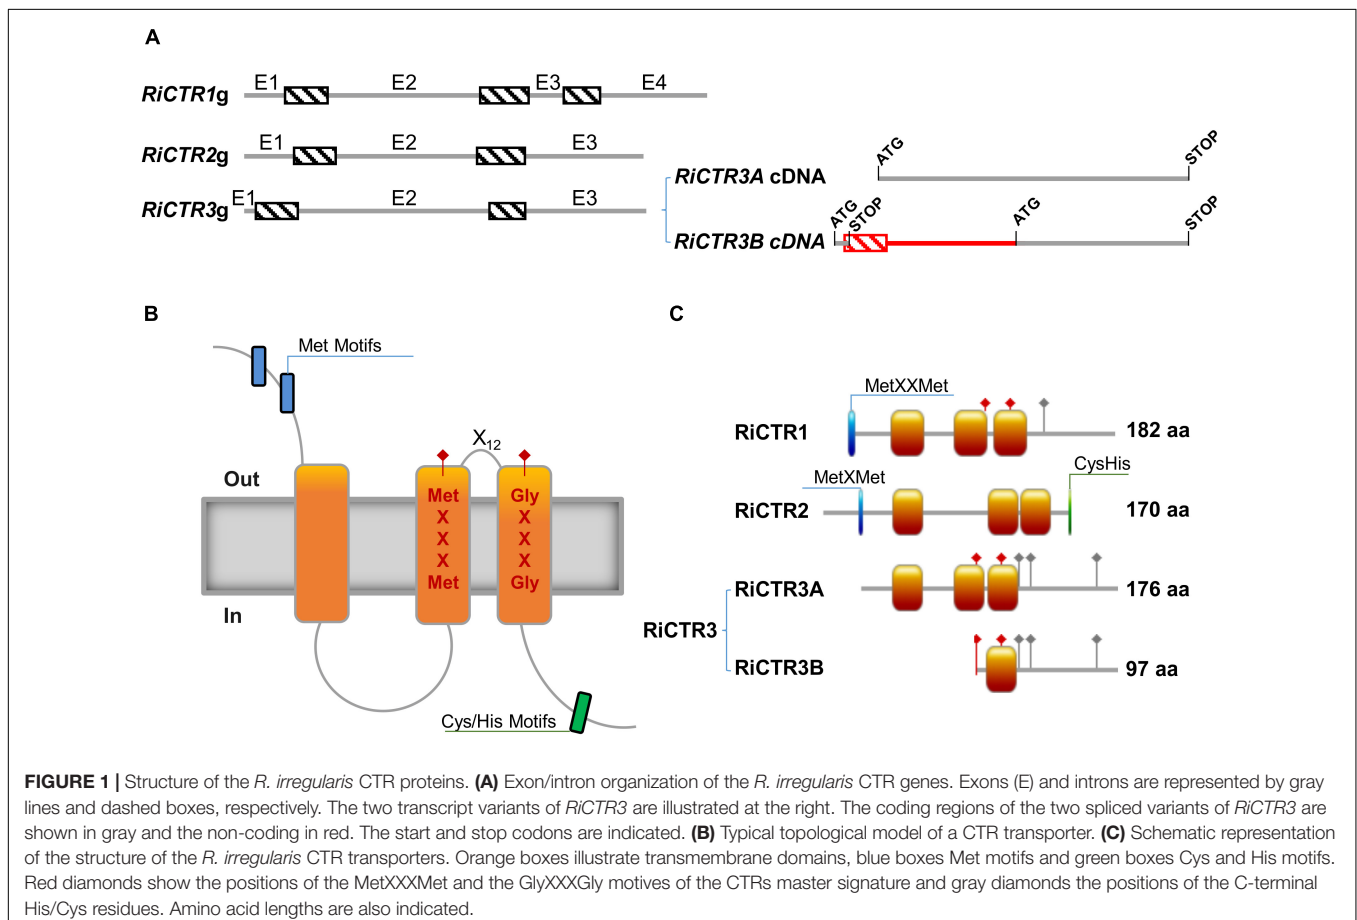 A
E1 E2 E3 E4
RiCTR1g
E1 E2 E3
RiCTR2g
E1 E2 E3
RiCTR3g
ATG STOP
RiCTR3A cDNA
ATG STOP ATG STOP
RiCTR3B cDNA
B
Met Motifs
X12
Out
Met Gly
X X
X X
X X
Met Gly
In
Cys/His Motifs
C
MetXXMet
RiCTR1 182 aa
CysHis
MetXMet
RiCTR2 170 aa
RiCTR3A 176 aa
RiCTR3
RiCTR3B 97 aa
FIGURE 1 | Structure of the R. irregularis CTR proteins. (A) Exon/intron organization of the R. irregularis CTR genes. Exons (E) and introns are represented by gray
lines and dashed boxes, respectively. The two transcript variants of RiCTR3 are illustrated at the right. The coding regions of the two spliced variants of RiCTR3 are
shown in gray and the non-coding in red. The start and stop codons are indicated. (B) Typical topological model of a CTR transporter. (C) Schematic representation
of the structure of the R. irregularis CTR transporters. Orange boxes illustrate transmembrane domains, blue boxes Met motifs and green boxes Cys and His motifs.
Red diamonds show the positions of the MetXXXMet and the GlyXXXGly motives of the CTRs master signature and gray diamonds the positions of the C-terminal
His/Cys residues. Amino acid lengths are also indicated.